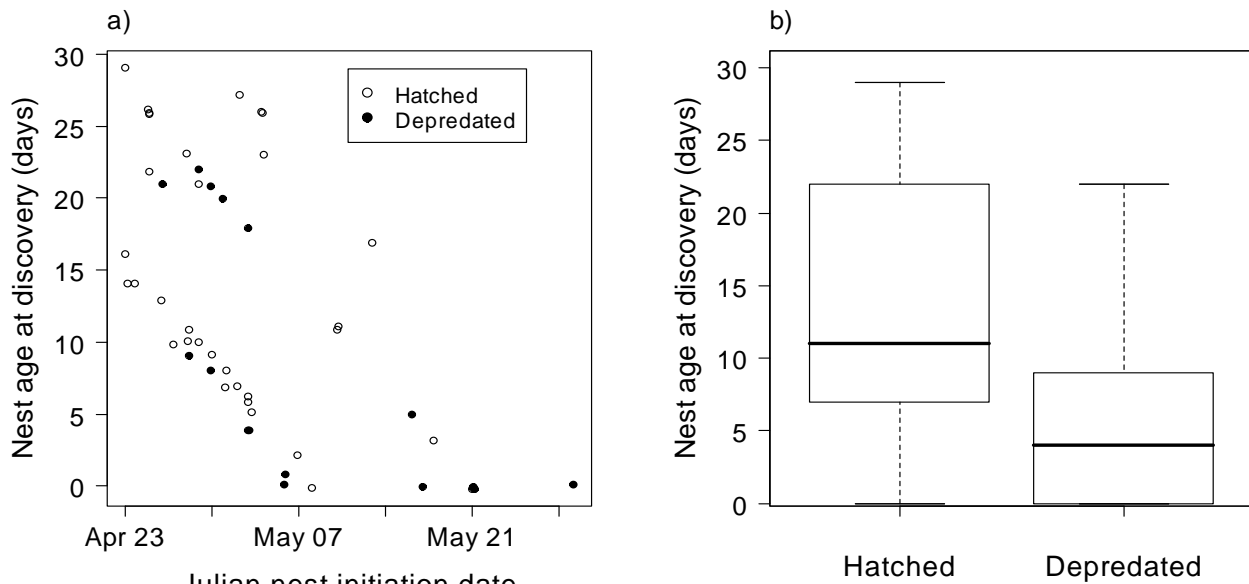 a)
Nest age at discovery (days)
30
25
20
15
10
5
0
Hatched
Depredated
Apr 23
May 07
May 21
Julian nest initiation date
b)
Nest age at discovery (days)
30
25
20
15
10
5
0
Hatched
Depredated